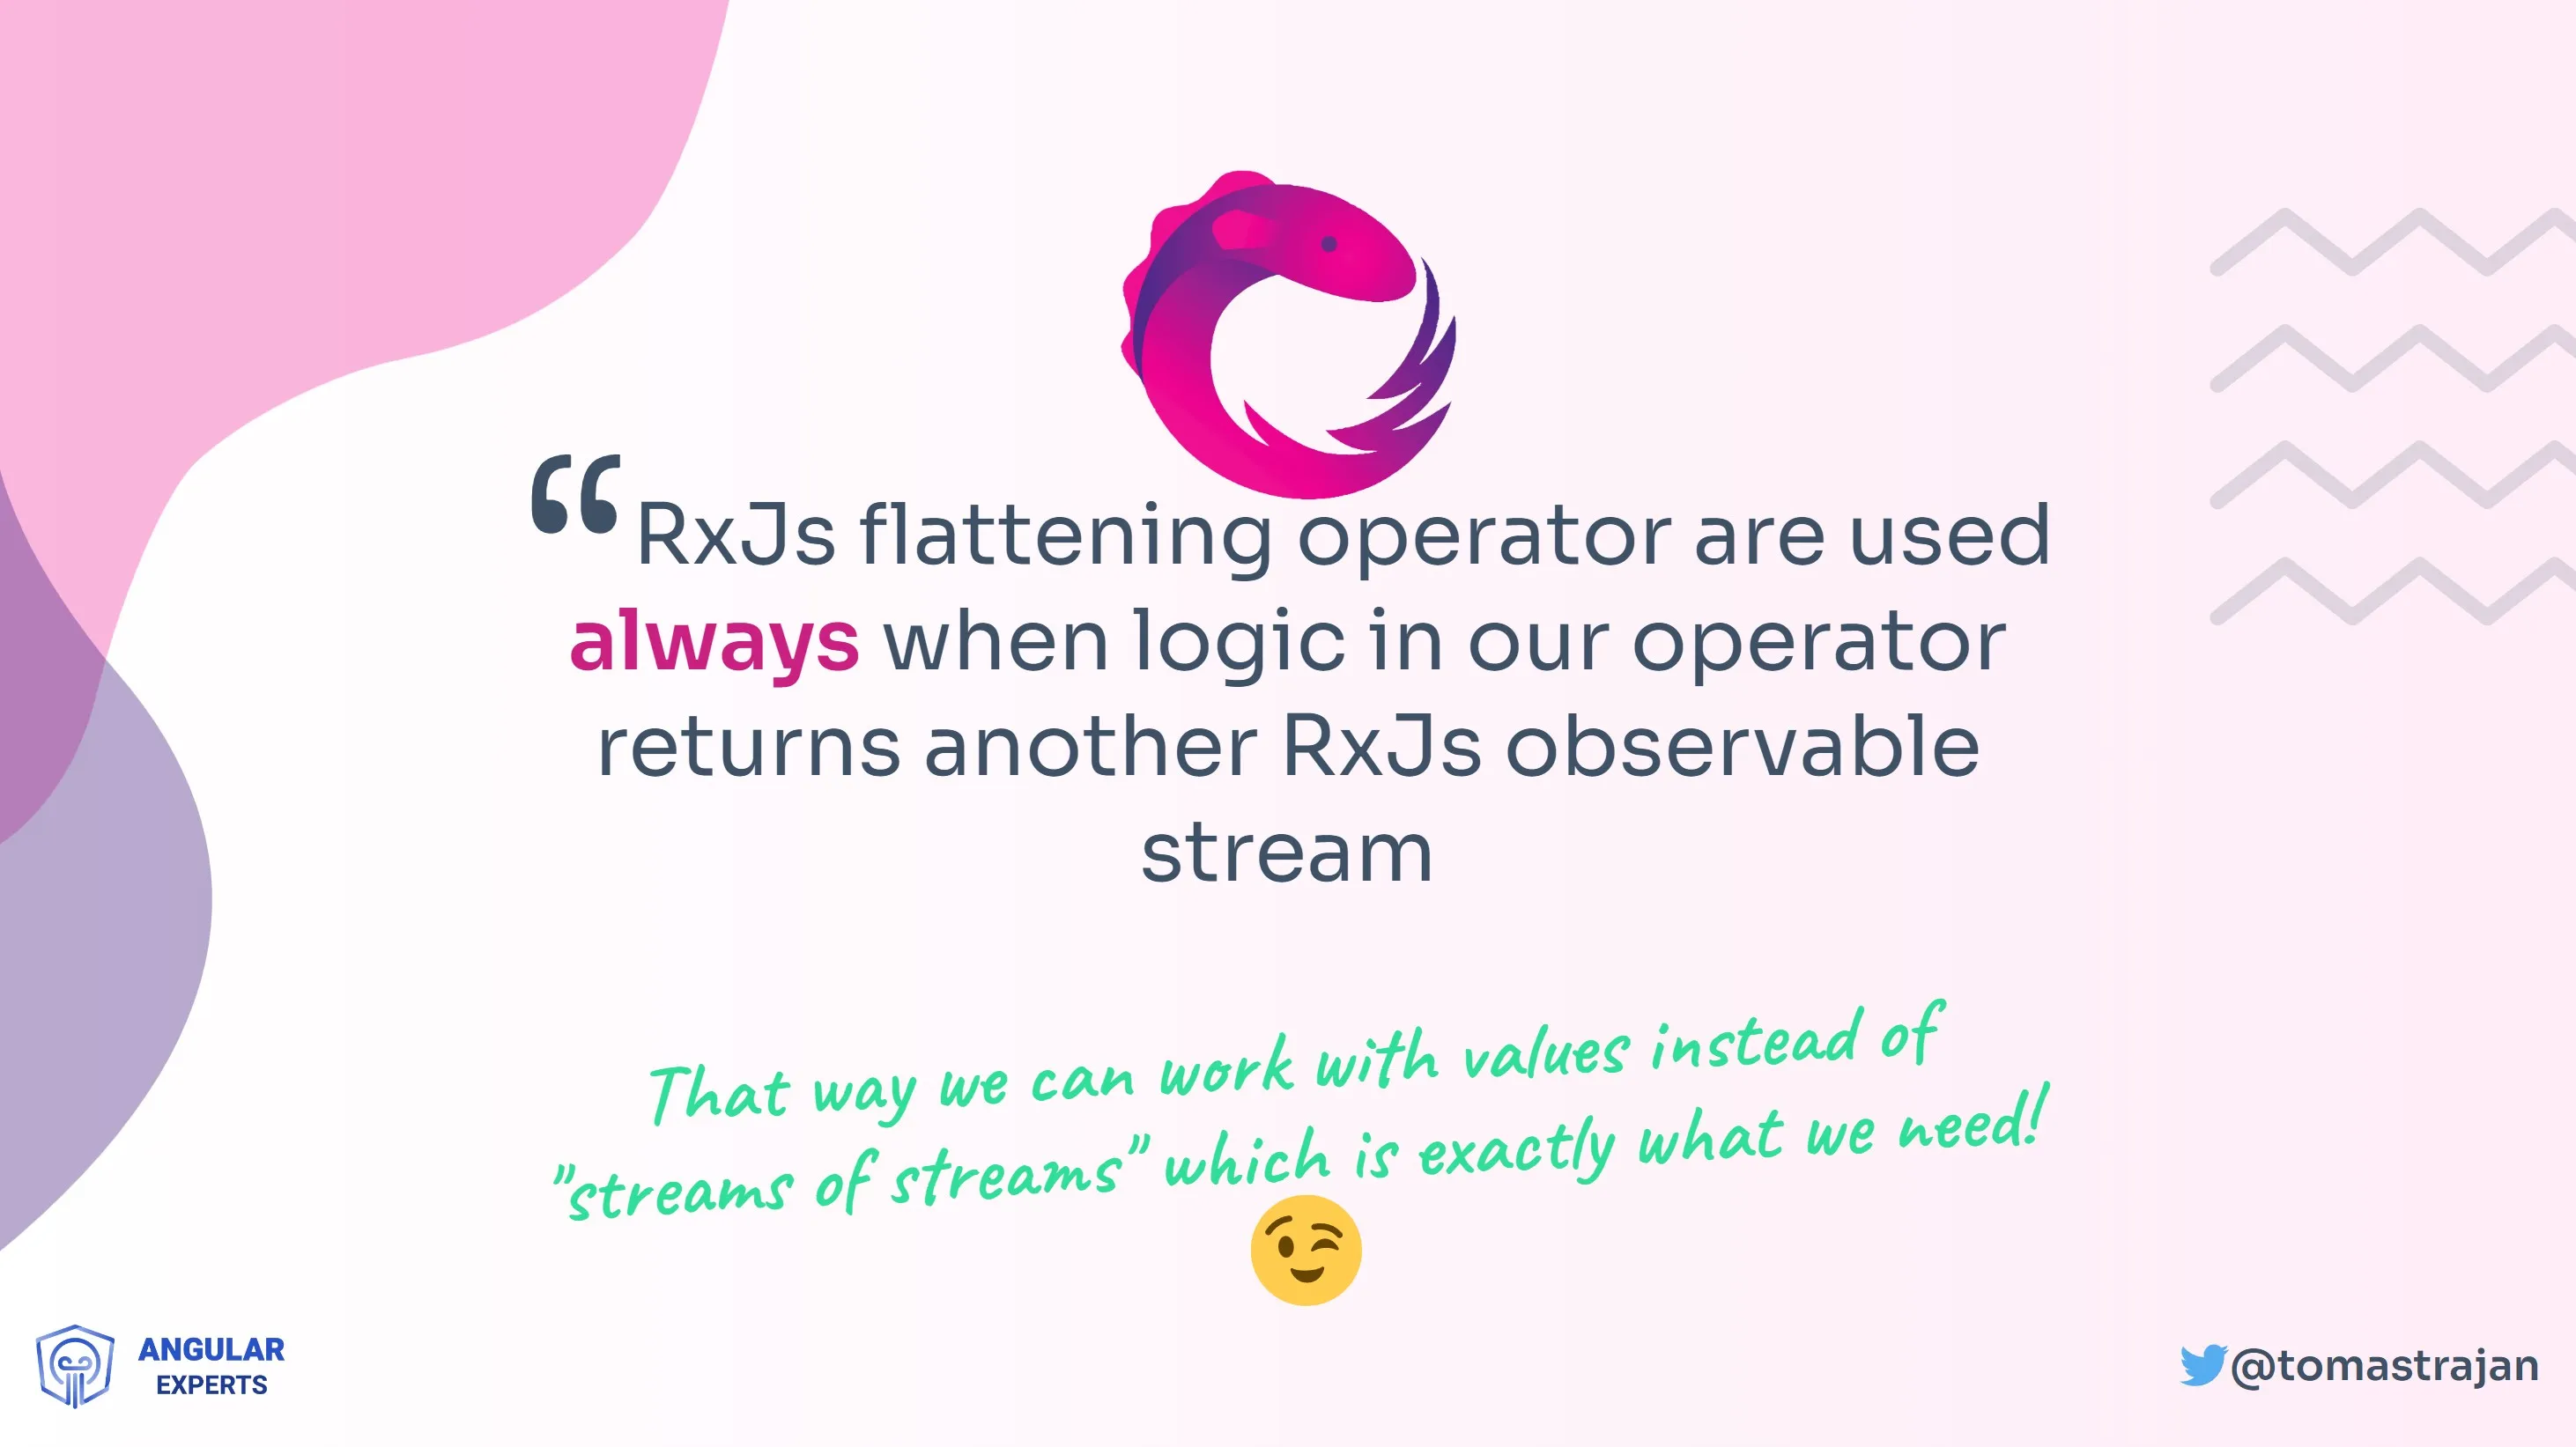 “RxJs flattening operator are used
always when logic in our operator
returns another RxJs observable
stream
That way we can work with values instead of
"streams of streams" which is exactly what we need!
😉
ANGULAR
EXPERTS
@tomastrajan